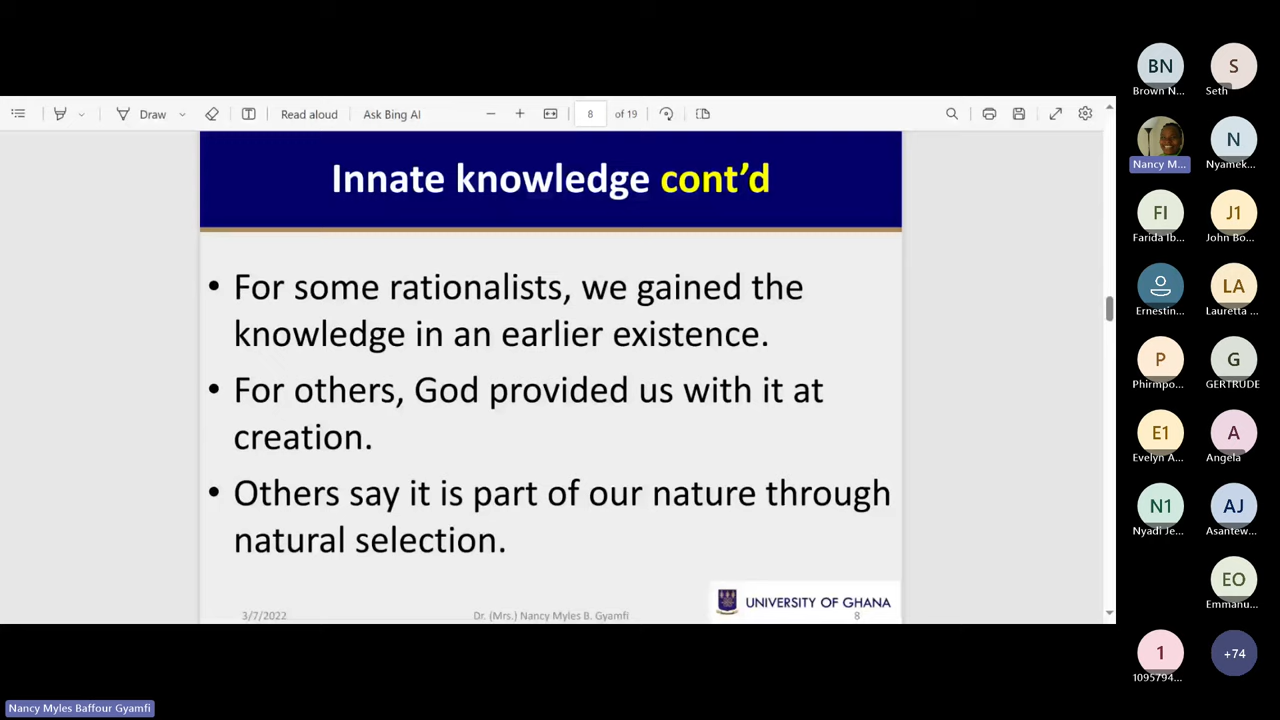 BN
S
Brown N...
Seth
Draw
Read aloud
Ask Bing AI
8
of 19
Innate knowledge cont’d
N
Nancy M...
Nyamek...
FI
J1
Farida Ib...
John Bo...
• For some rationalists, we gained the
knowledge in an earlier existence.
LA
Ernestin...
Lauretta ...
• For others, God provided us with it at
creation.
P
G
Phirmpo...
GERTRUDE
• Others say it is part of our nature through
natural selection.
E1
A
Evelyn A...
Angela
N1
AJ
Nyadi Je...
Asantew...
3/7/2022
Dr. (Mrs.) Nancy Myles B. Gyamfi
UNIVERSITY OF GHANA
8
EO
Emmanu...
1
+74
1095794...
Nancy Myles Baffour Gyamfi